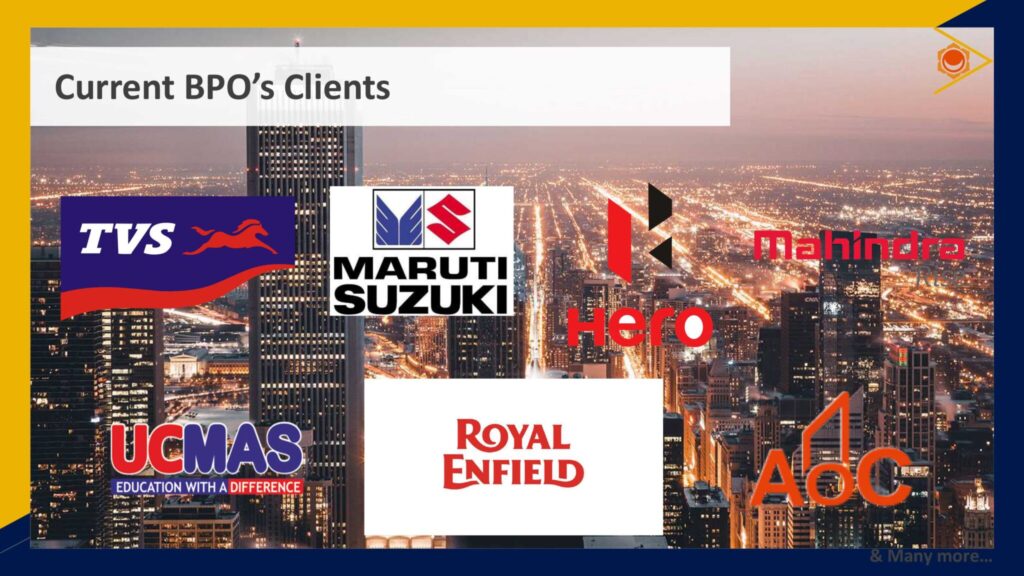 Current BPO’s Clients
TVS
MARUTI
SUZUKI
Hero
Mahindra
UCMAS
EDUCATION WITH A DIFFERENCE
ROYAL
ENFIELD
AOC
& Many more…